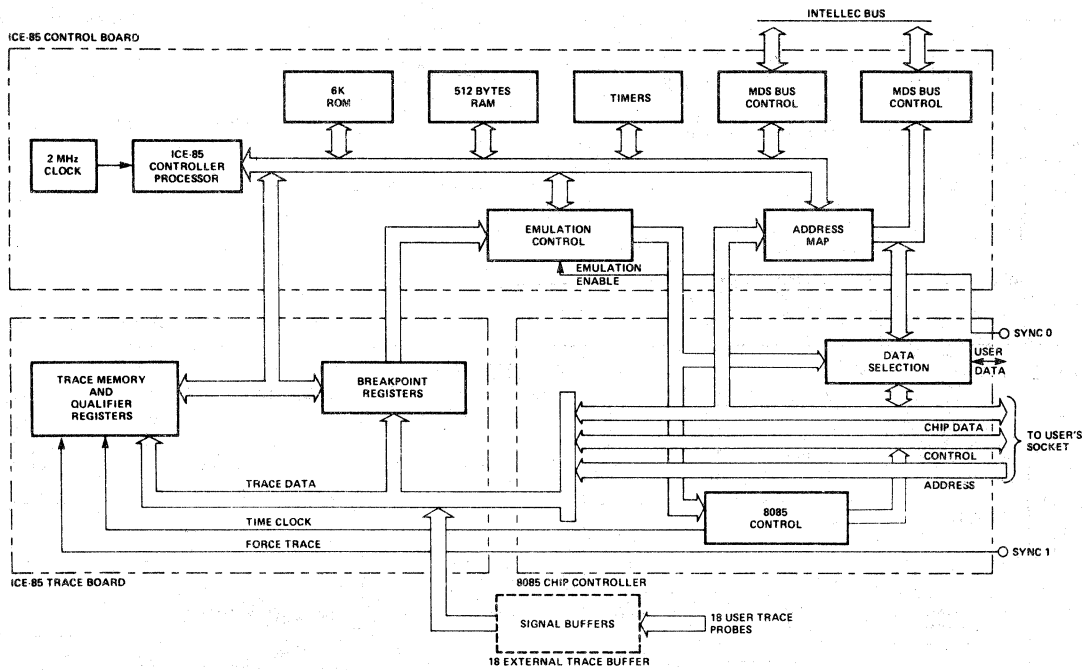 INTELLEC BUS
ICE-85 CONTROL BOARD
6K
ROM
512 BYTES
RAM
TIMERS
MDS BUS
CONTROL
MDS BUS
CONTROL
2 MHz
CLOCK
ICE-85
CONTROLLER
PROCESSOR
EMULATION
CONTROL
ADDRESS
MAP
EMULATION
ENABLE
SYNC 0
TRACE MEMORY
AND
QUALIFIER
REGISTERS
BREAKPOINT
REGISTERS
DATA
SELECTION
USER
DATA
CHIP DATA
CONTROL
ADDRESS
TO USER'S
SOCKET
TRACE DATA
TIME CLOCK
FORCE TRACE
8085
CONTROL
SYNC 1
ICE-85 TRACE BOARD
8085 CHIP CONTROLLER
SIGNAL BUFFERS
18 USER TRACE
PROBES
18 EXTERNAL TRACE BUFFER